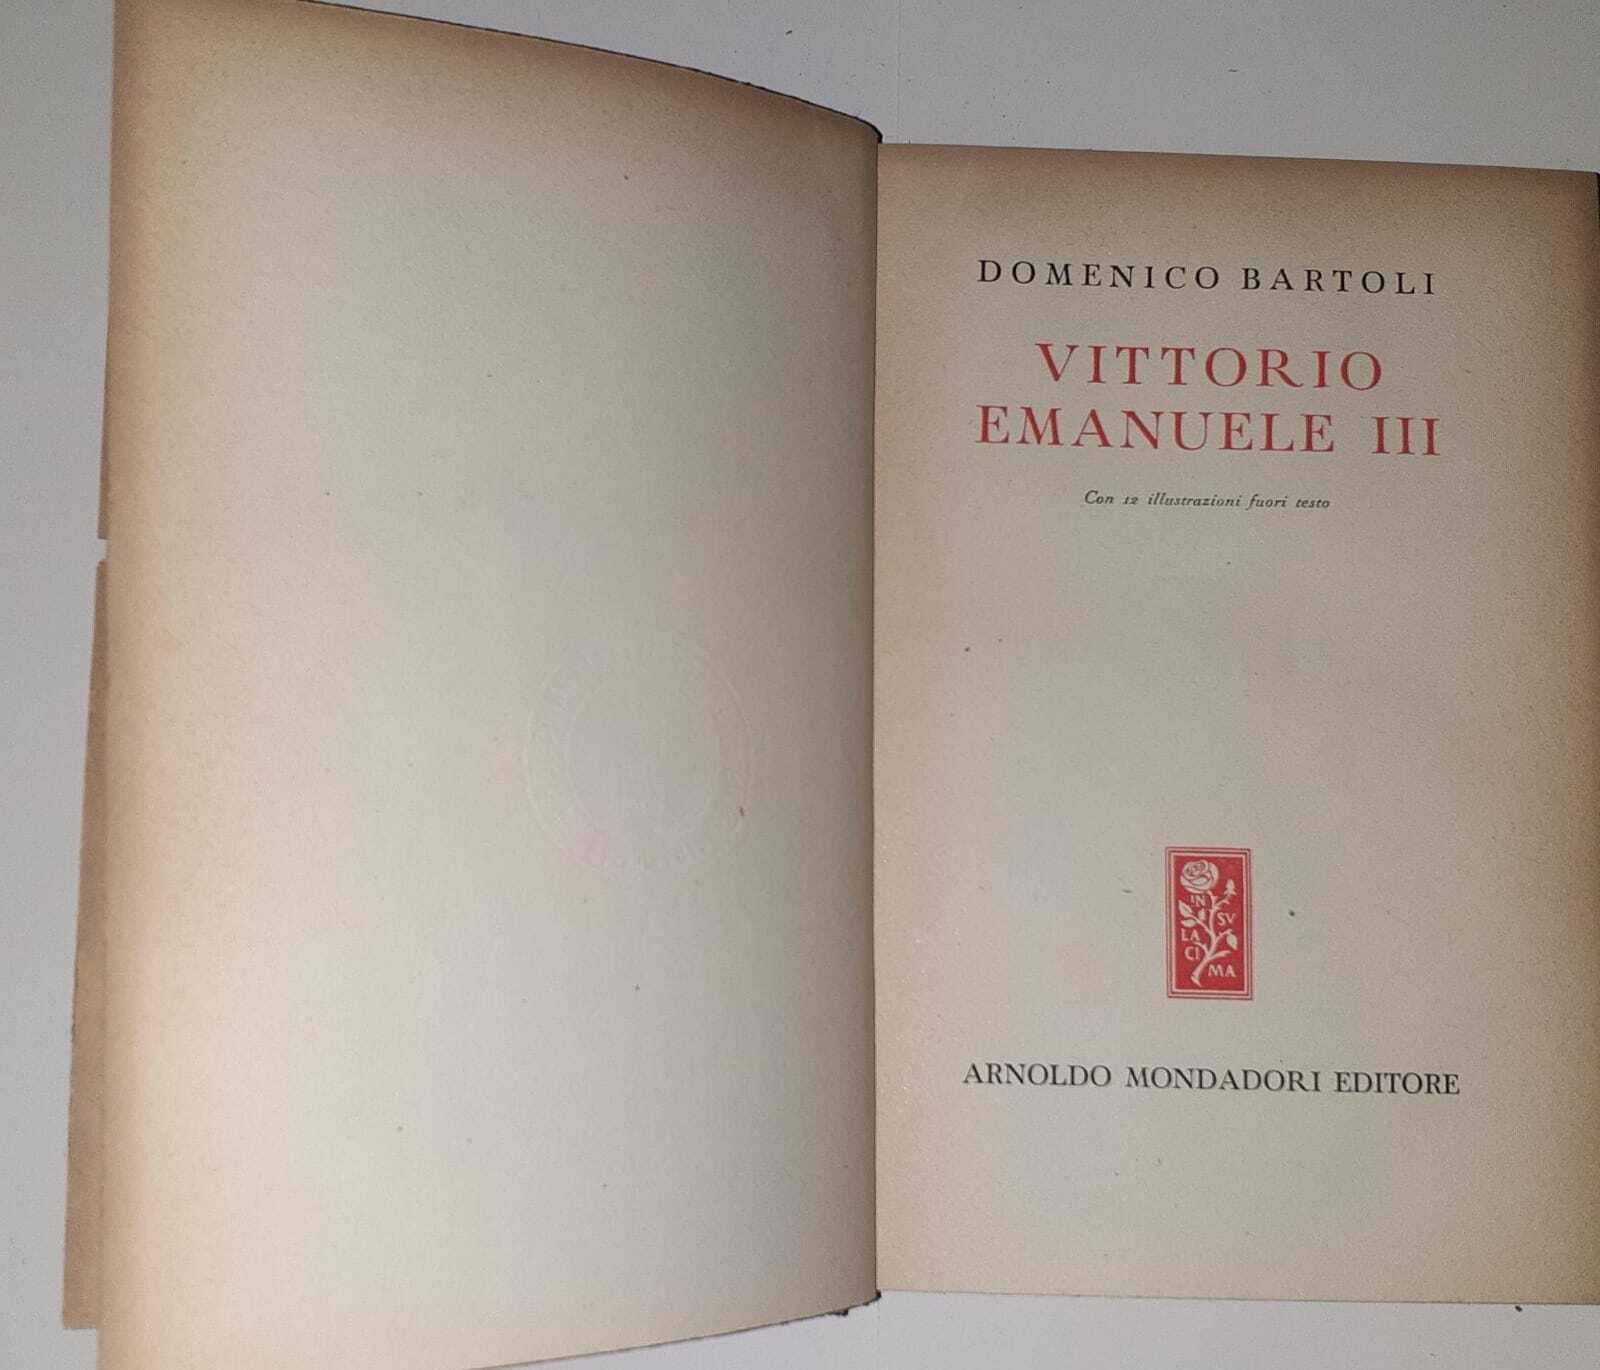 DOMENICO BARTOLI
VITTORIO
EMANUELE III
Con 12 illustrazioni fuori testo
IN
SV
LA
CI
MA
ARNOLDO MONDADORI EDITORE